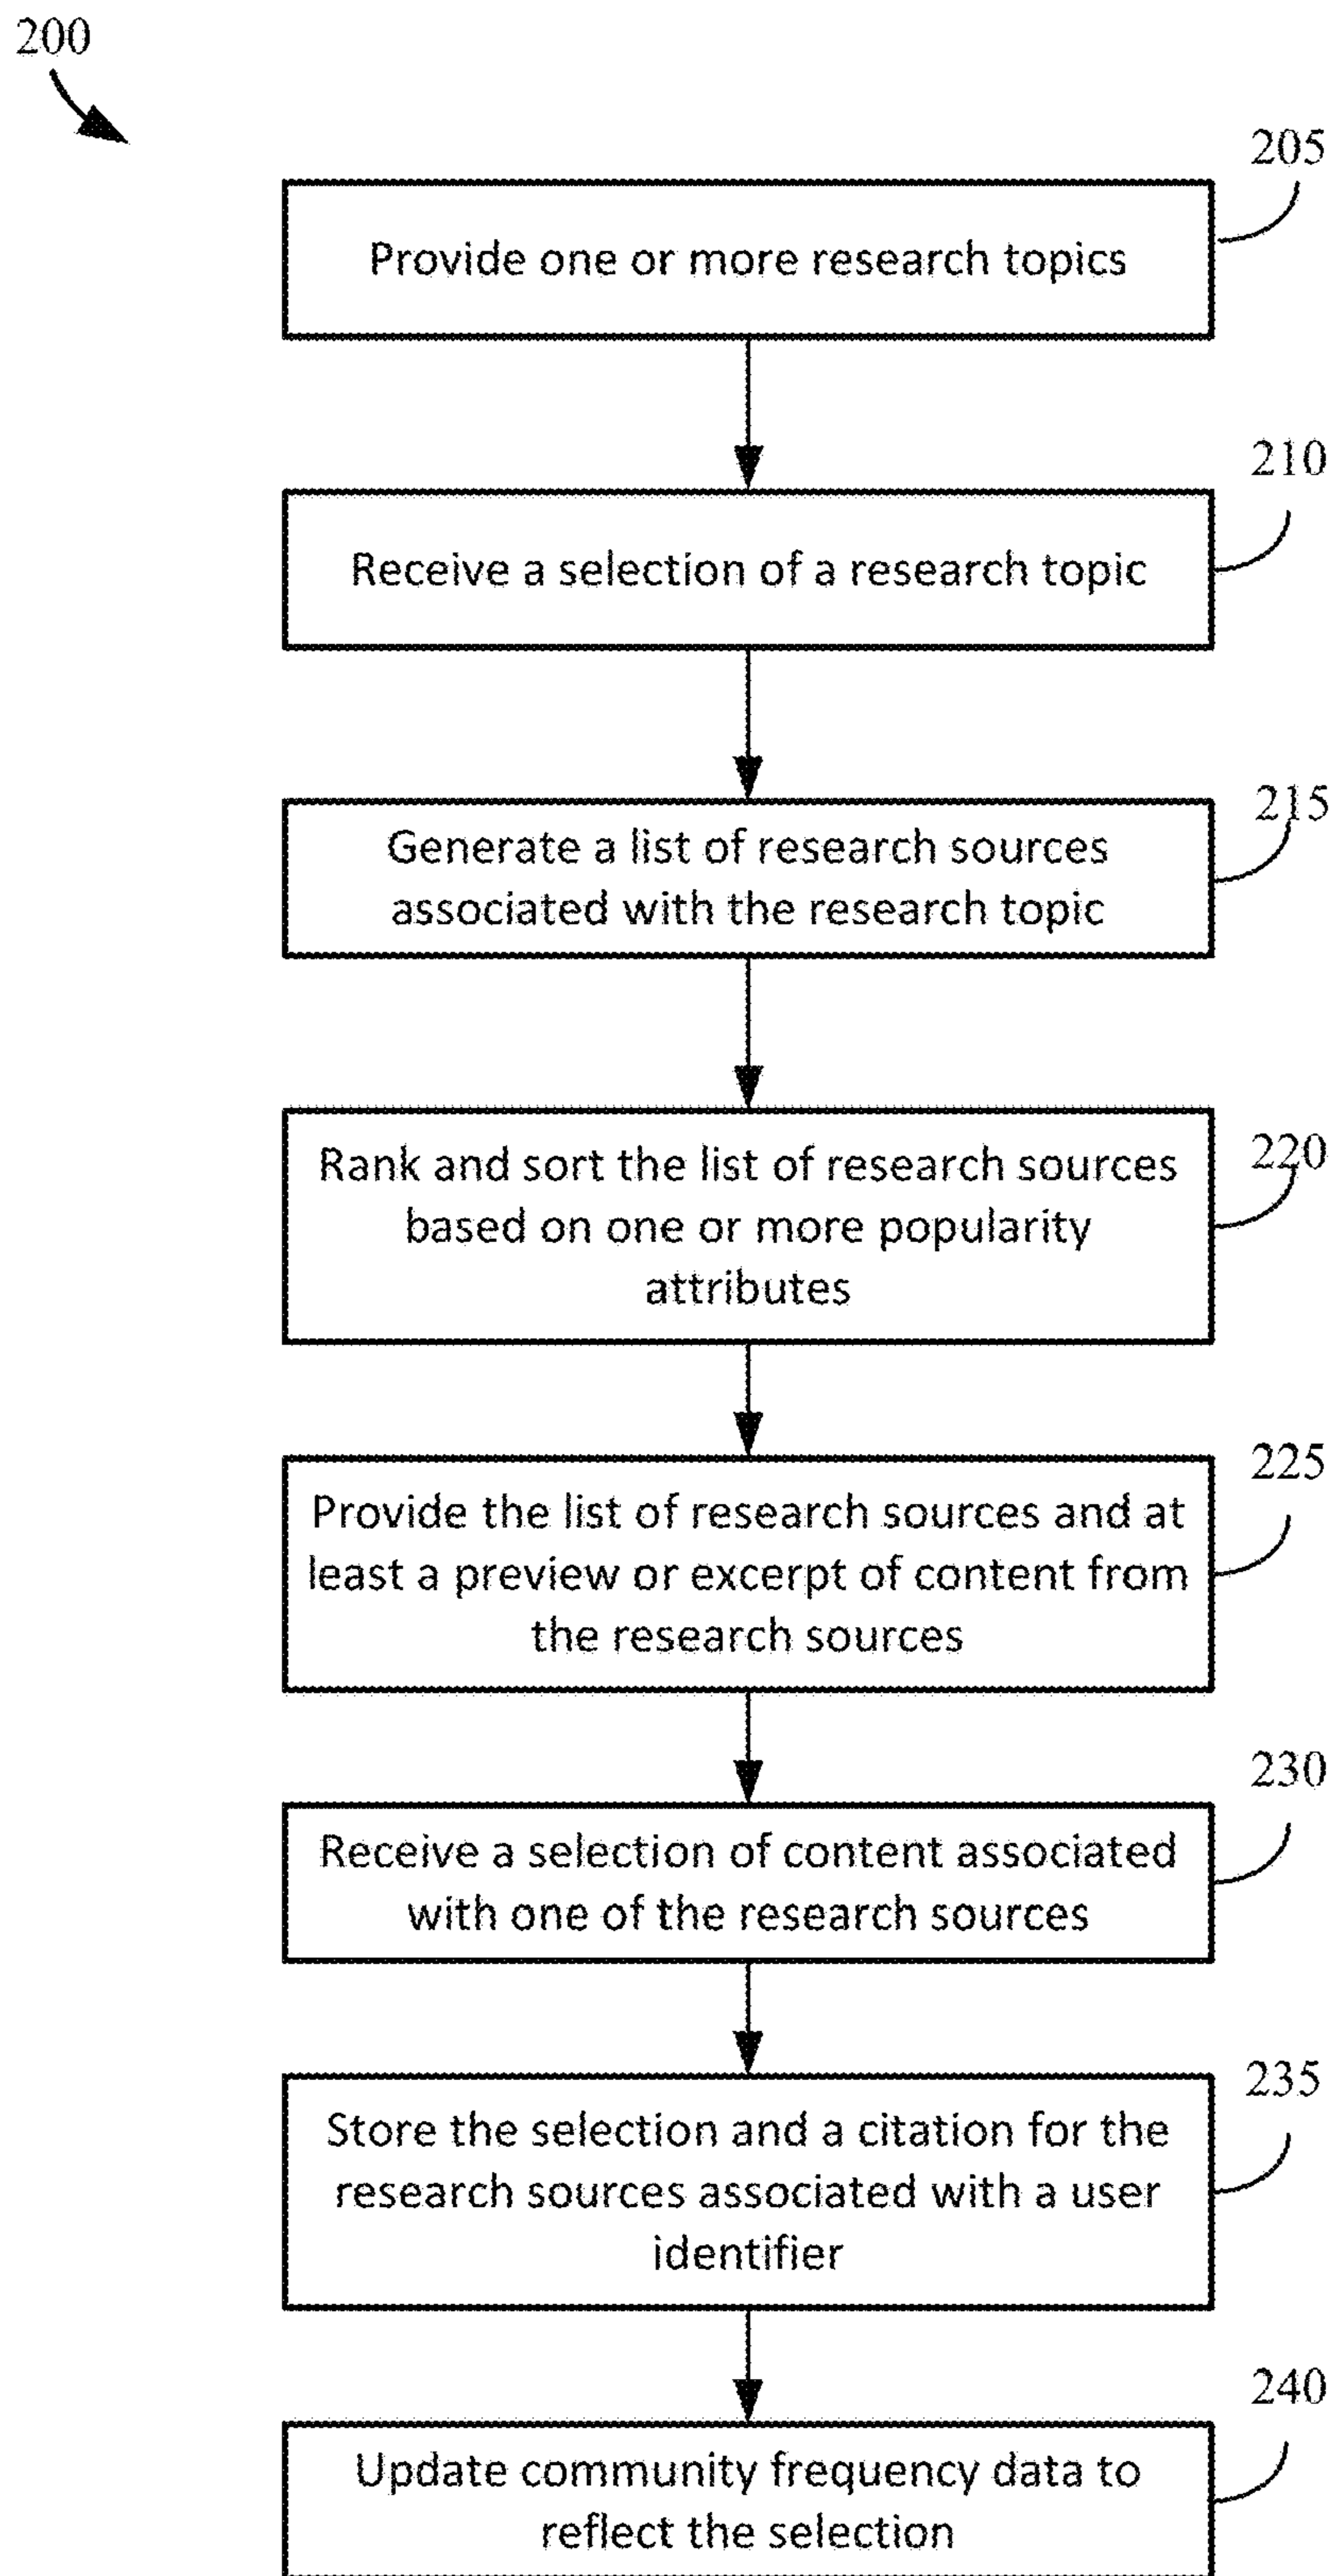 200
205
Provide one or more research topics
210
Receive a selection of a research topic
215
Generate a list of research sources
associated with the research topic
220
Rank and sort the list of research sources
based on one or more popularity
attributes
225
Provide the list of research sources and at
least a preview or excerpt of content from
the research sources
230
Receive a selection of content associated
with one of the research sources
235
Store the selection and a citation for the
research sources associated with a user
identifier
240
Update community frequency data to
reflect the selection